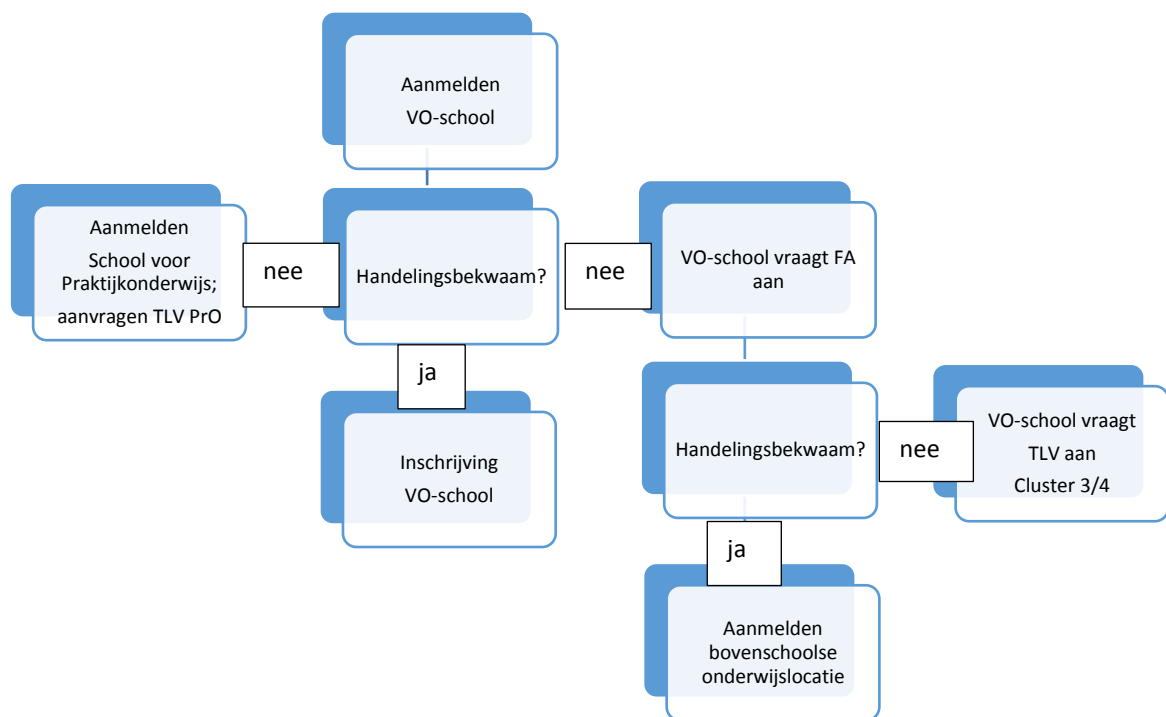 Aanmelden
VO-school
Aanmelden
School voor
Praktijkonderwijs;
aanvragen TLV PrO
nee
Handelingsbekwaam?
nee
VO-school vraagt FA
aan
ja
Inschrijving
VO-school
Handelingsbekwaam?
nee
VO-school vraagt
TLV aan
Cluster 3/4
ja
Aanmelden
bovenschoolse
onderwijslocatie